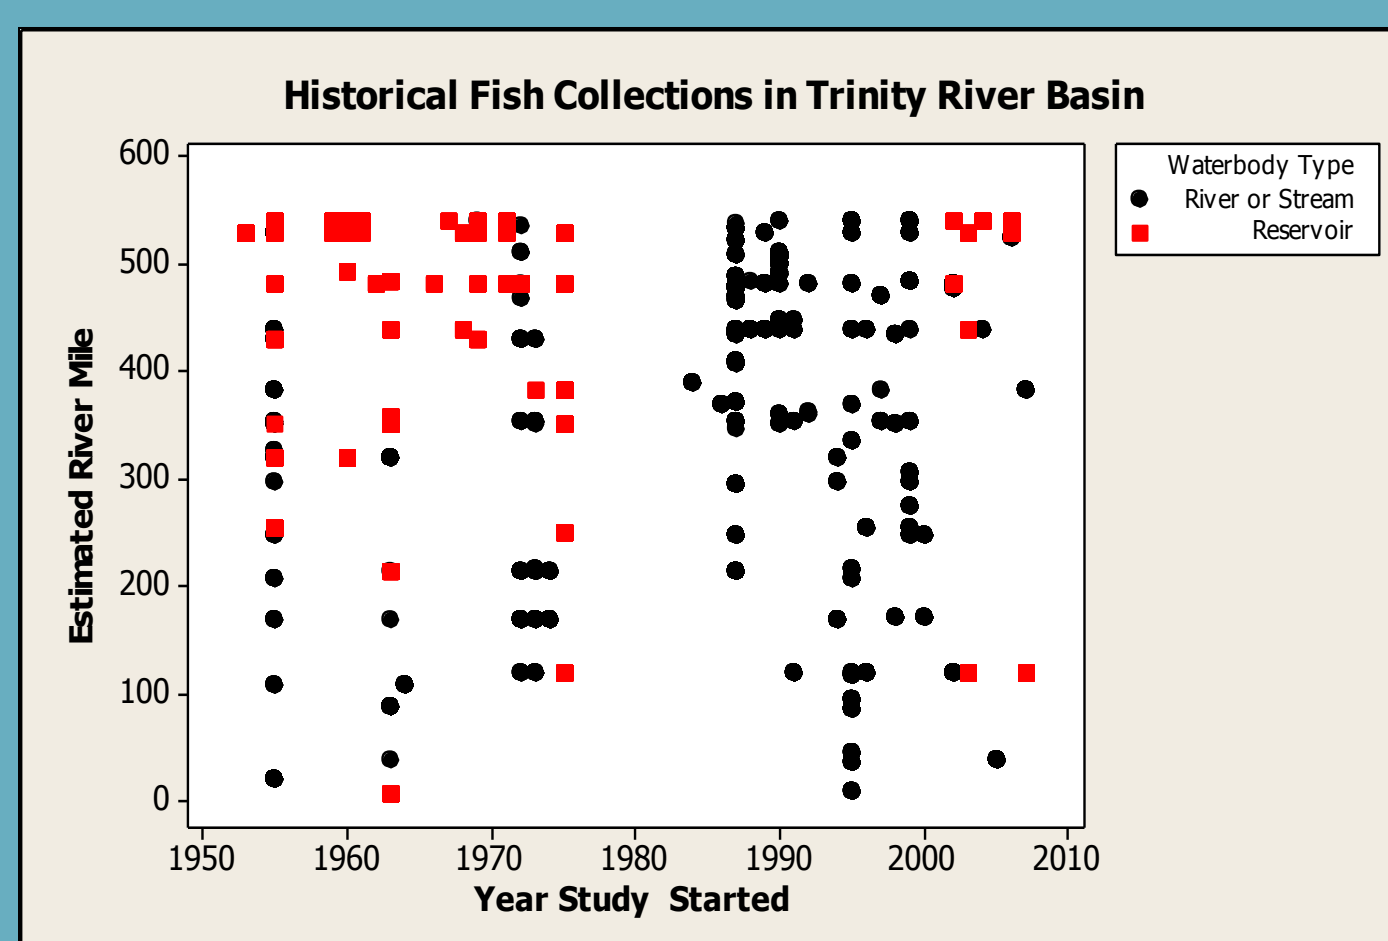 Historical Fish Collections in Trinity River Basin
600
500
400
300
200
100
0
Estimated River Mile
1950 1960 1970 1980 1990 2000 2010
Year Study Started
Waterbody Type
River or Stream
Reservoir